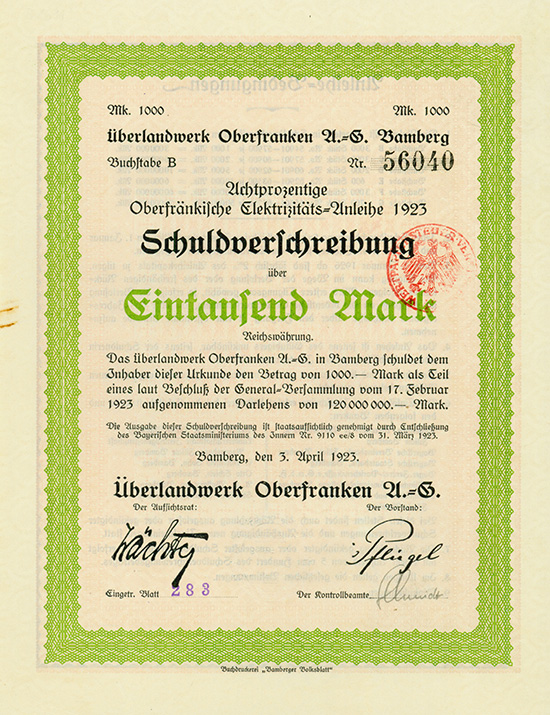 Mk. 1000 Mk. 1000
Überlandwerk Oberfranken A.=G. Bamberg
Buchstabe B Nr. 56040
Achtprozentige
Oberfränkische Elektrizitäts=Anleihe 1923
Schuldverschreibung
über
Eintausend Mark
Reichswährung.
Das Überlandwerk Oberfranken A.=G. in Bamberg schuldet dem
Inhaber dieser Urkunde den Betrag von 1000.— Mark als Teil
eines laut Beschluß der General=Versammlung vom 17. Februar
1923 aufgenommenen Darlehens von 120 000 000.— Mark.
Die Ausgabe dieser Schuldverschreibung ist staatsaufsichtlich genehmigt durch Entschließung
des Bayerischen Staatsministeriums des Innern Nr. 9110 ee/8 vom 31. März 1923.
Bamberg, den 3. April 1923.
Überlandwerk Oberfranken A.=G.
Der Aufsichtsrat: Der Vorstand:
Wächter Pflügel
Eingetr. Blatt 283 Der Kontrollbeamte
Buchdruckerei „Bamberger Volksblatt“